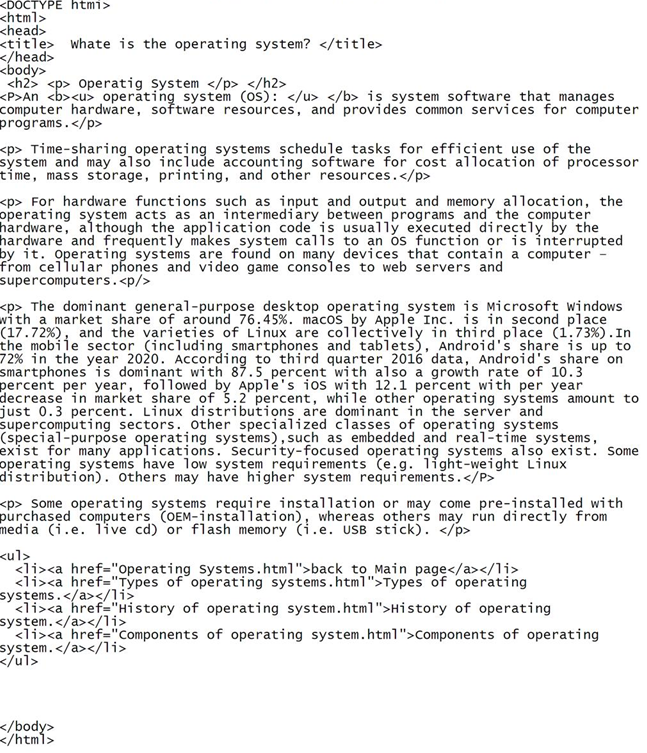 <DOCTYPE htmi>
<html>
<head>
<title>  Whate is the operating system? </title>
</head>
<body>
 <h2> <p> Operatig System </p> </h2>
<P>An <b><u> operating system (OS): </u> </b> is system software that manages
computer hardware, software resources, and provides common services for computer
programs.</p>

<p> Time-sharing operating systems schedule tasks for efficient use of the
system and may also include accounting software for cost allocation of processor
time, mass storage, printing, and other resources.</p>

<p> For hardware functions such as input and output and memory allocation, the
operating system acts as an intermediary between programs and the computer
hardware, although the application code is usually executed directly by the
hardware and frequently makes system calls to an OS function or is interrupted
by it. Operating systems are found on many devices that contain a computer –
from cellular phones and video game consoles to web servers and
supercomputers.<p/>

<p> The dominant general-purpose desktop operating system is Microsoft Windows
with a market share of around 76.45%. macOS by Apple Inc. is in second place
(17.72%), and the varieties of Linux are collectively in third place (1.73%).In
the mobile sector (including smartphones and tablets), Android's share is up to
72% in the year 2020. According to third quarter 2016 data, Android's share on
smartphones is dominant with 87.5 percent with also a growth rate of 10.3
percent per year, followed by Apple's iOS with 12.1 percent with per year
decrease in market share of 5.2 percent, while other operating systems amount to
just 0.3 percent. Linux distributions are dominant in the server and
supercomputing sectors. Other specialized classes of operating systems
(special-purpose operating systems),such as embedded and real-time systems,
exist for many applications. Security-focused operating systems also exist. Some
operating systems have low system requirements (e.g. light-weight Linux
distribution). Others may have higher system requirements.</P>

<p> Some operating systems require installation or may come pre-installed with
purchased computers (OEM-installation), whereas others may run directly from
media (i.e. live cd) or flash memory (i.e. USB stick). </p>

<ul>
  <li><a href="Operating Systems.html">back to Main page</a></li>
  <li><a href="Types of operating systems.html">Types of operating
systems.</a></li>
  <li><a href="History of operating system.html">History of operating
system.</a></li>
  <li><a href="Components of operating system.html">Components of operating
system.</a></li>
</ul>

</body>
</html>